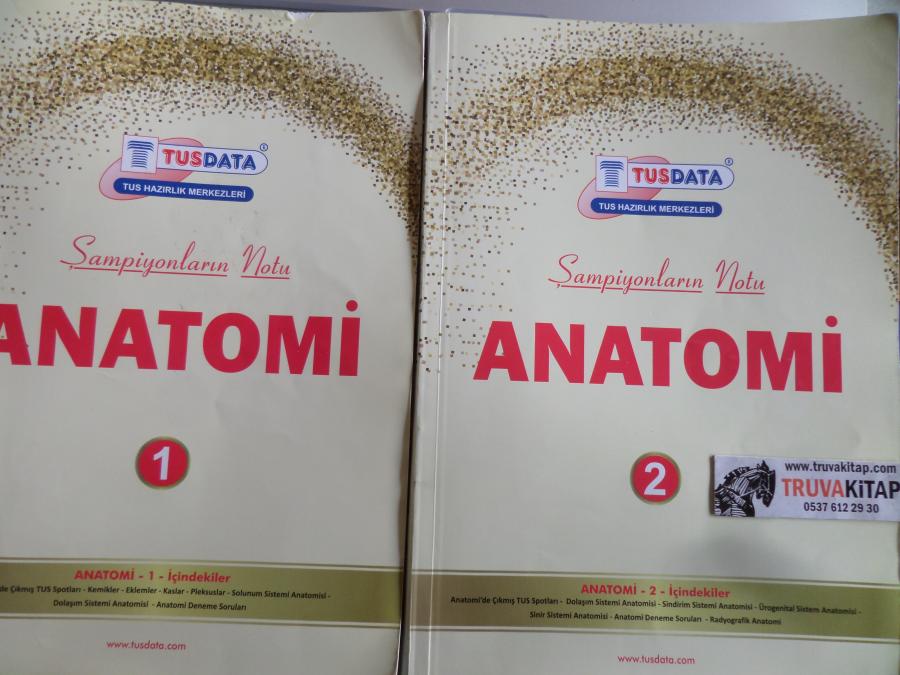 TUSDATA
TUS HAZIRLIK MERKEZLERİ
Şampiyonların Notu
ANATOMİ
1
ANATOMİ - 1 - İçindekiler
de Çıkmış TUS Spotları - Kemikler - Eklemler - Kaslar - Pleksuslar - Solunum Sistemi Anatomisi -
Dolaşım Sistemi Anatomisi - Anatomi Deneme Soruları
www.tusdata.com
TUSDATA
TUS HAZIRLIK MERKEZLERİ
Şampiyonların Notu
ANATOMİ
2
www.truvakitap.com
TRUVAKiTAP
0537 612 29 30
ANATOMİ - 2 - İçindekiler
Anatomi'de Çıkmış TUS Spotları - Dolaşım Sistemi Anatomisi - Sindirim Sistemi Anatomisi - Ürogenital Sistem Anatomisi -
Sinir Sistemi Anatomisi - Anatomi Deneme Soruları - Radyografik Anatomi
www.tusdata.com